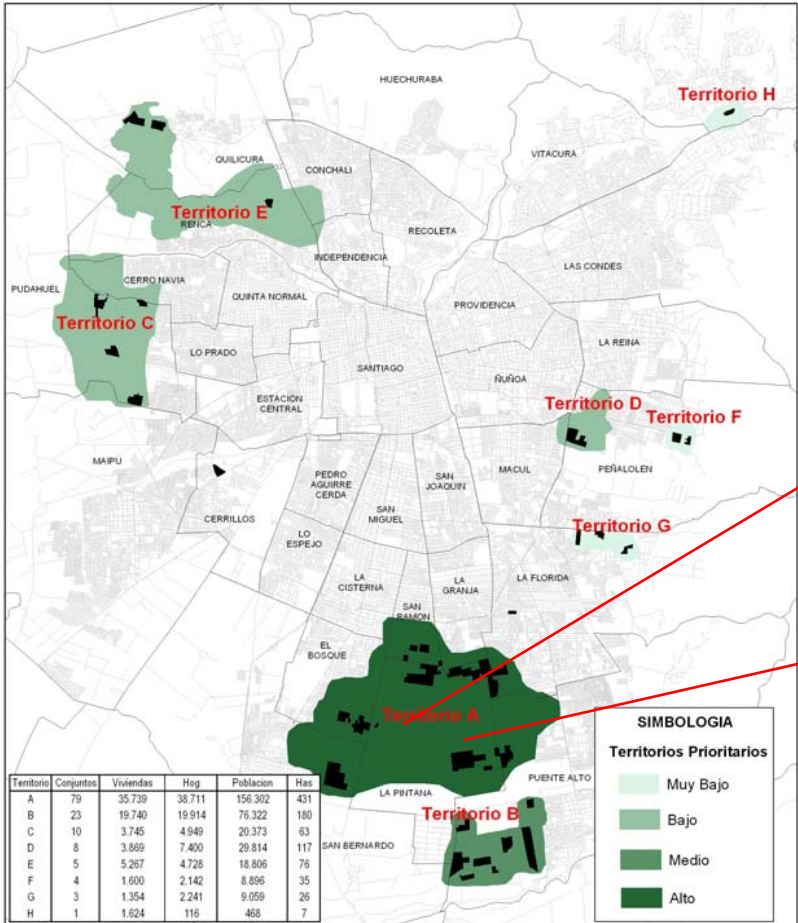 HUECHURABA
Territorio H
VITACURA
QUILICURA
CONCHALI
Territorio E
RENCA
RECOLETA
INDEPENDENCIA
LAS CONDES
CERRO NAVIA
PUDAHUEL
QUINTA NORMAL
PROVIDENCIA
Territorio C
LA REINA
LO PRADO
SANTIAGO
ÑUÑOA
ESTACION
CENTRAL
Territorio D
Territorio F
MAIPU
PEDRO
AGUIRRE
CERDA
SAN
JOAQUIN
MACUL
PEÑALOLEN
CERRILLOS
SAN
MIGUEL
LO
ESPEJO
Territorio G
LA
CISTERNA
LA
GRANJA
LA FLORIDA
SAN
RAMON
EL
BOSQUE
Territorio A
PUENTE ALTO
LA PINTANA
Territorio B
SAN BERNARDO
SIMBOLOGIA
Territorios Prioritarios
Muy Bajo
Bajo
Medio
Alto
Territorio Conjuntos Viviendas Hog Poblacion Has
A 79 35.739 38.711 156.302 431
B 23 19.740 19.914 76.322 180
C 10 3.745 4.949 20.373 63
D 8 3.869 7.400 29.814 117
E 5 5.267 4.728 18.806 76
F 4 1.600 2.142 8.896 35
G 3 1.354 2.241 9.059 26
H 1 1.624 116 468 7